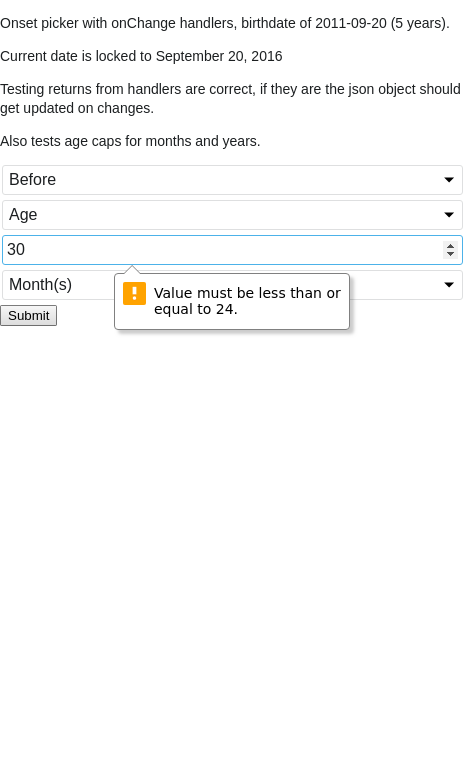 Onset picker with onChange handlers, birthdate of 2011-09-20 (5 years).
Current date is locked to September 20, 2016
Testing returns from handlers are correct, if they are the json object should
get updated on changes.
Also tests age caps for months and years.
Before
Age
30
Month(s)
Value must be less than or
equal to 24.
Submit